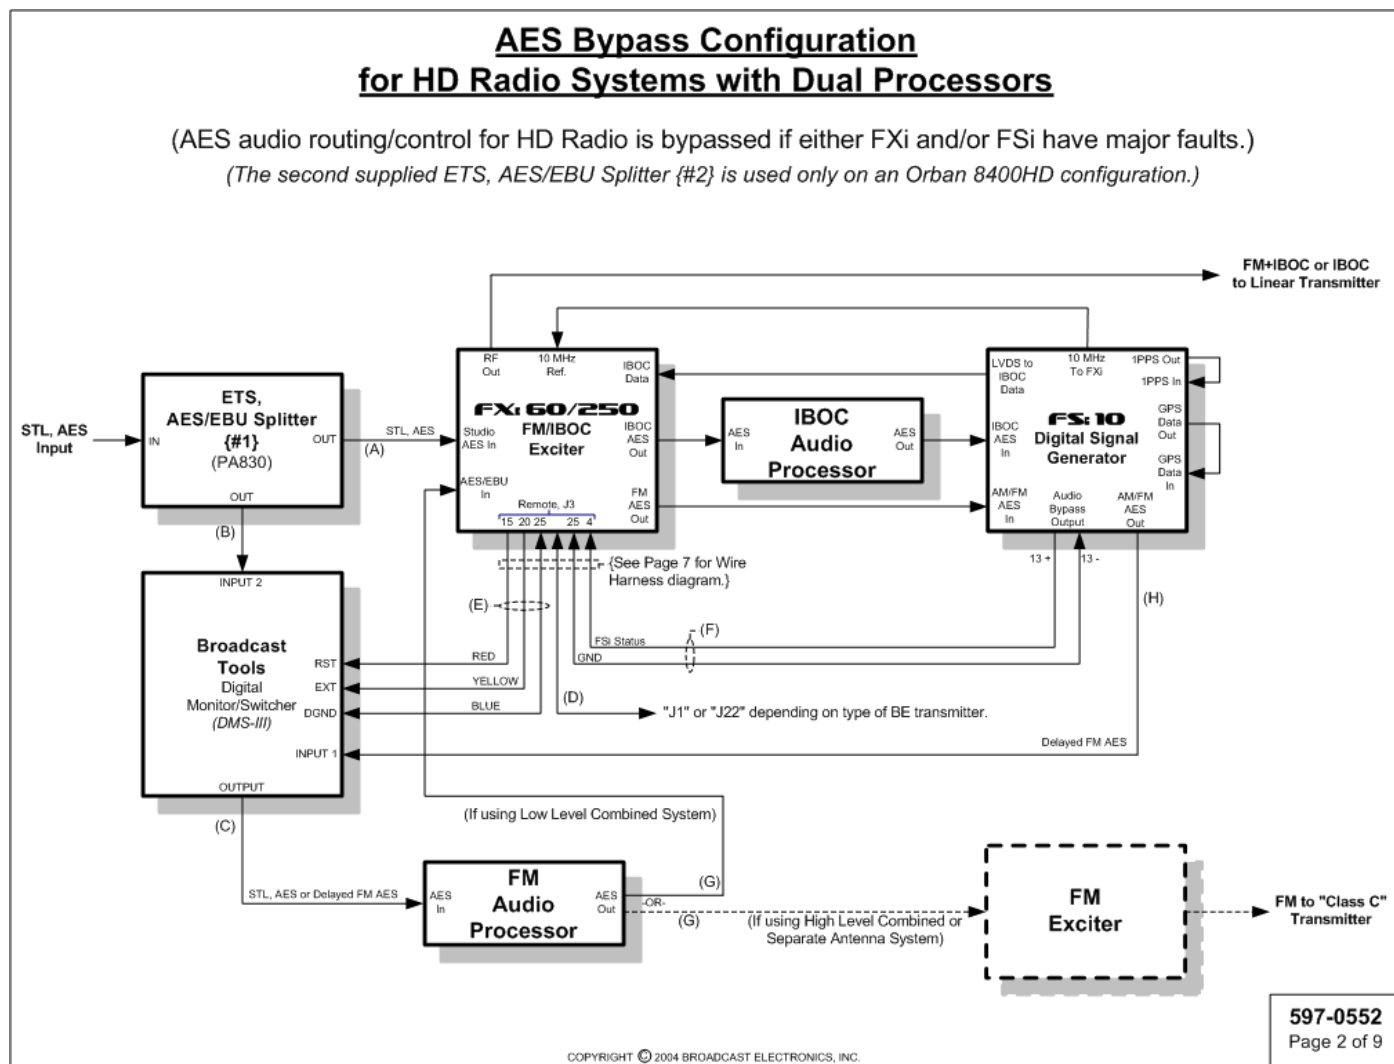 AES Bypass Configuration
for HD Radio Systems with Dual Processors
(AES audio routing/control for HD Radio is bypassed if either FXi and/or FSi have major faults.)
(The second supplied ETS, AES/EBU Splitter {#2} is used only on an Orban 8400HD configuration.)
FM+IBOC or IBOC
to Linear Transmitter
STL, AES
Input
ETS,
AES/EBU Splitter
{#1}
(PA830)
IN
OUT
OUT
(A)
STL, AES
(B)
RF
Out
10 MHz
Ref.
IBOC
Data
FXi 60/250
FM/IBOC
Exciter
Studio
AES In
IBOC
AES
Out
AES/EBU
In
FM
AES
Out
Remote, J3
15 20 25 25 4
IBOC
Audio
Processor
AES
In
AES
Out
LVDS to
IBOC
Data
10 MHz
To FXi
1PPS Out
1PPS In
FSi 10
Digital Signal
Generator
GPS
Data
Out
GPS
Data
In
IBOC
AES
In
AM/FM
AES
In
Audio
Bypass
Output
AM/FM
AES
Out
13 +
13 -
(H)
{See Page 7 for Wire
Harness diagram.}
(E)
(F)
FSi Status
GND
INPUT 2
Broadcast
Tools
Digital
Monitor/Switcher
(DMS-III)
RST
EXT
DGND
INPUT 1
OUTPUT
RED
YELLOW
BLUE
(D)
"J1" or "J22" depending on type of BE transmitter.
Delayed FM AES
(C)
STL, AES or Delayed FM AES
(If using Low Level Combined System)
FM
Audio
Processor
AES
In
AES
Out
(G)
-OR-
(G)
(If using High Level Combined or
Separate Antenna System)
FM
Exciter
FM to "Class C"
Transmitter
597-0552
Page 2 of 9
COPYRIGHT © 2004 BROADCAST ELECTRONICS, INC.